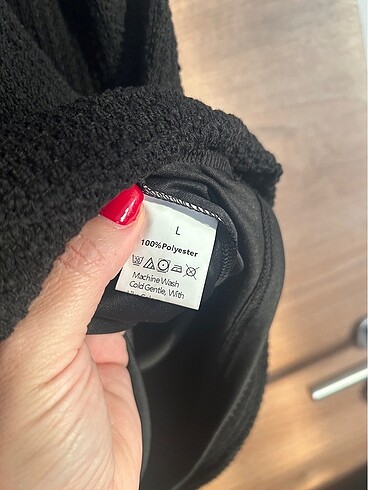 L
100%Polyester
Machine Wash
Cold Gentle, With